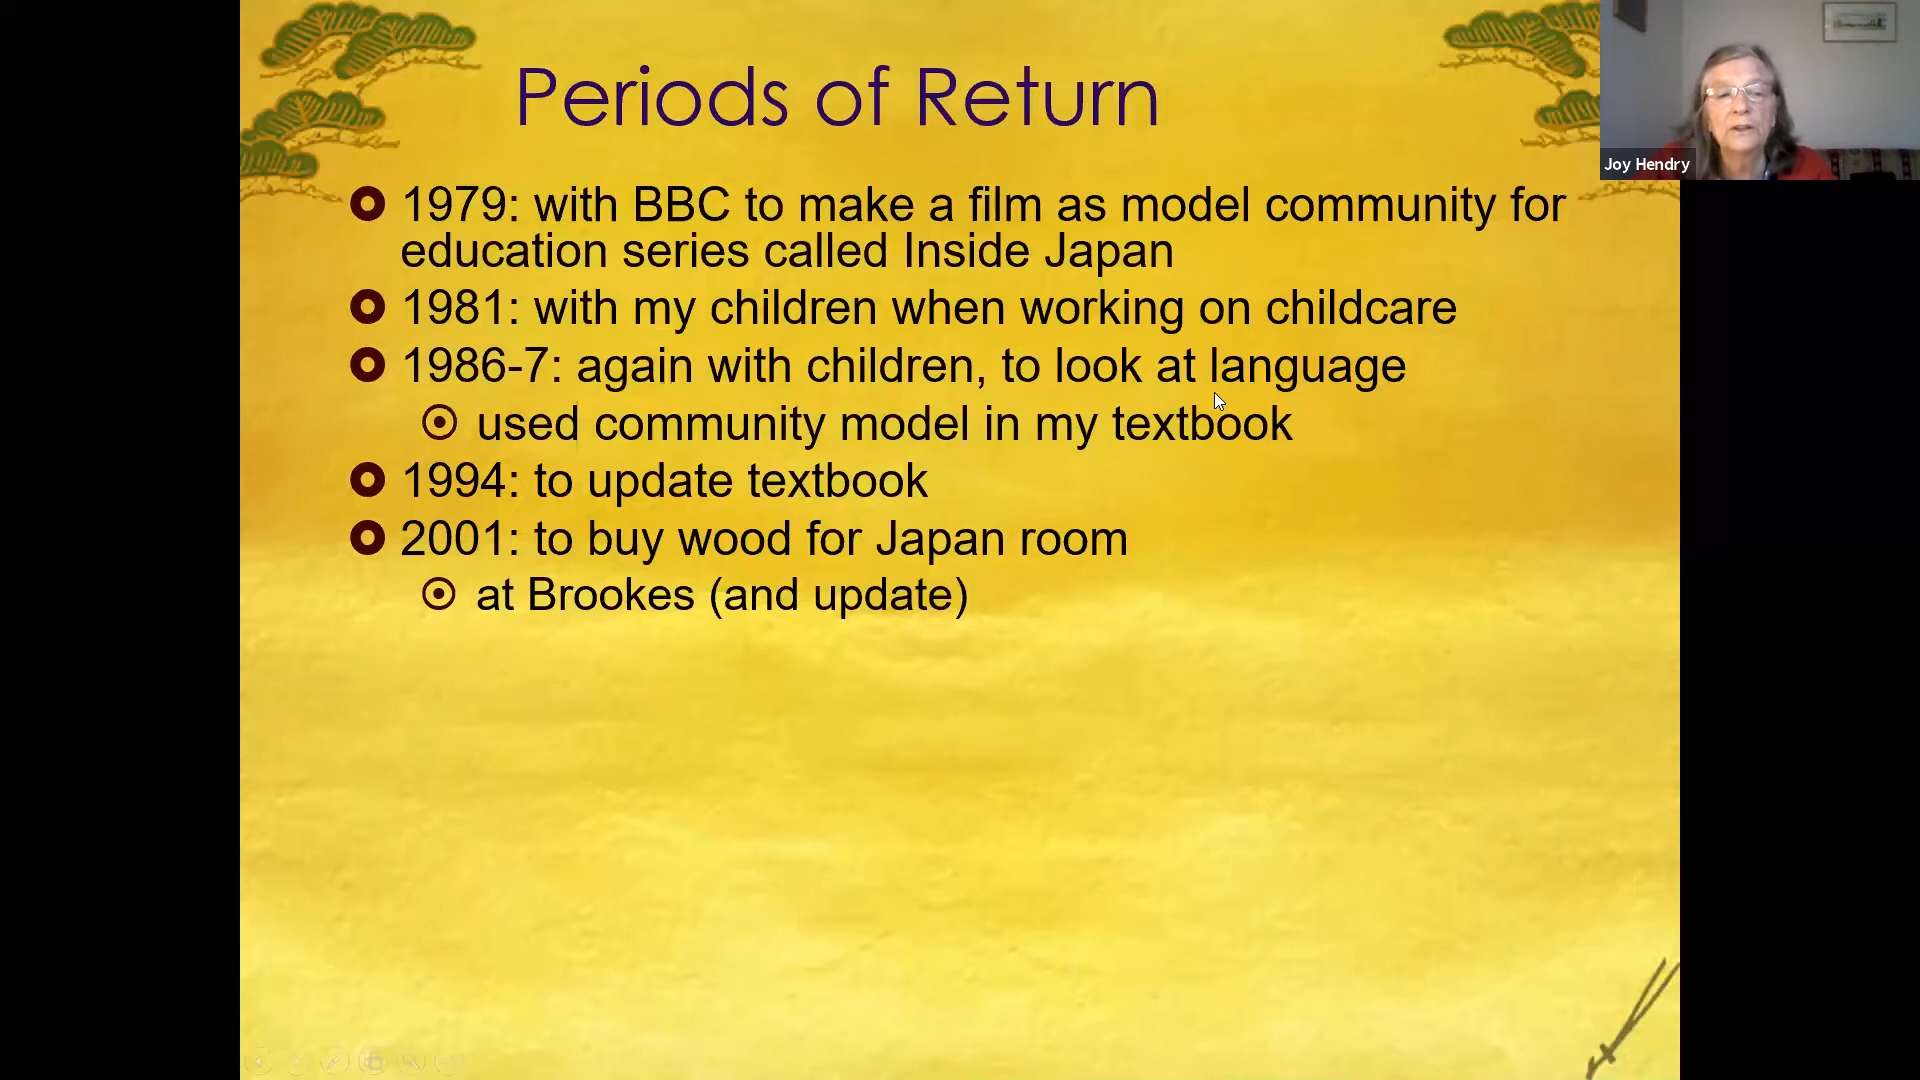 Periods of Return
1979: with BBC to make a film as model community for
education series called Inside Japan
1981: with my children when working on childcare
1986-7: again with children, to look at language
used community model in my textbook
1994: to update textbook
2001: to buy wood for Japan room
at Brookes (and update)
Joy Hendry